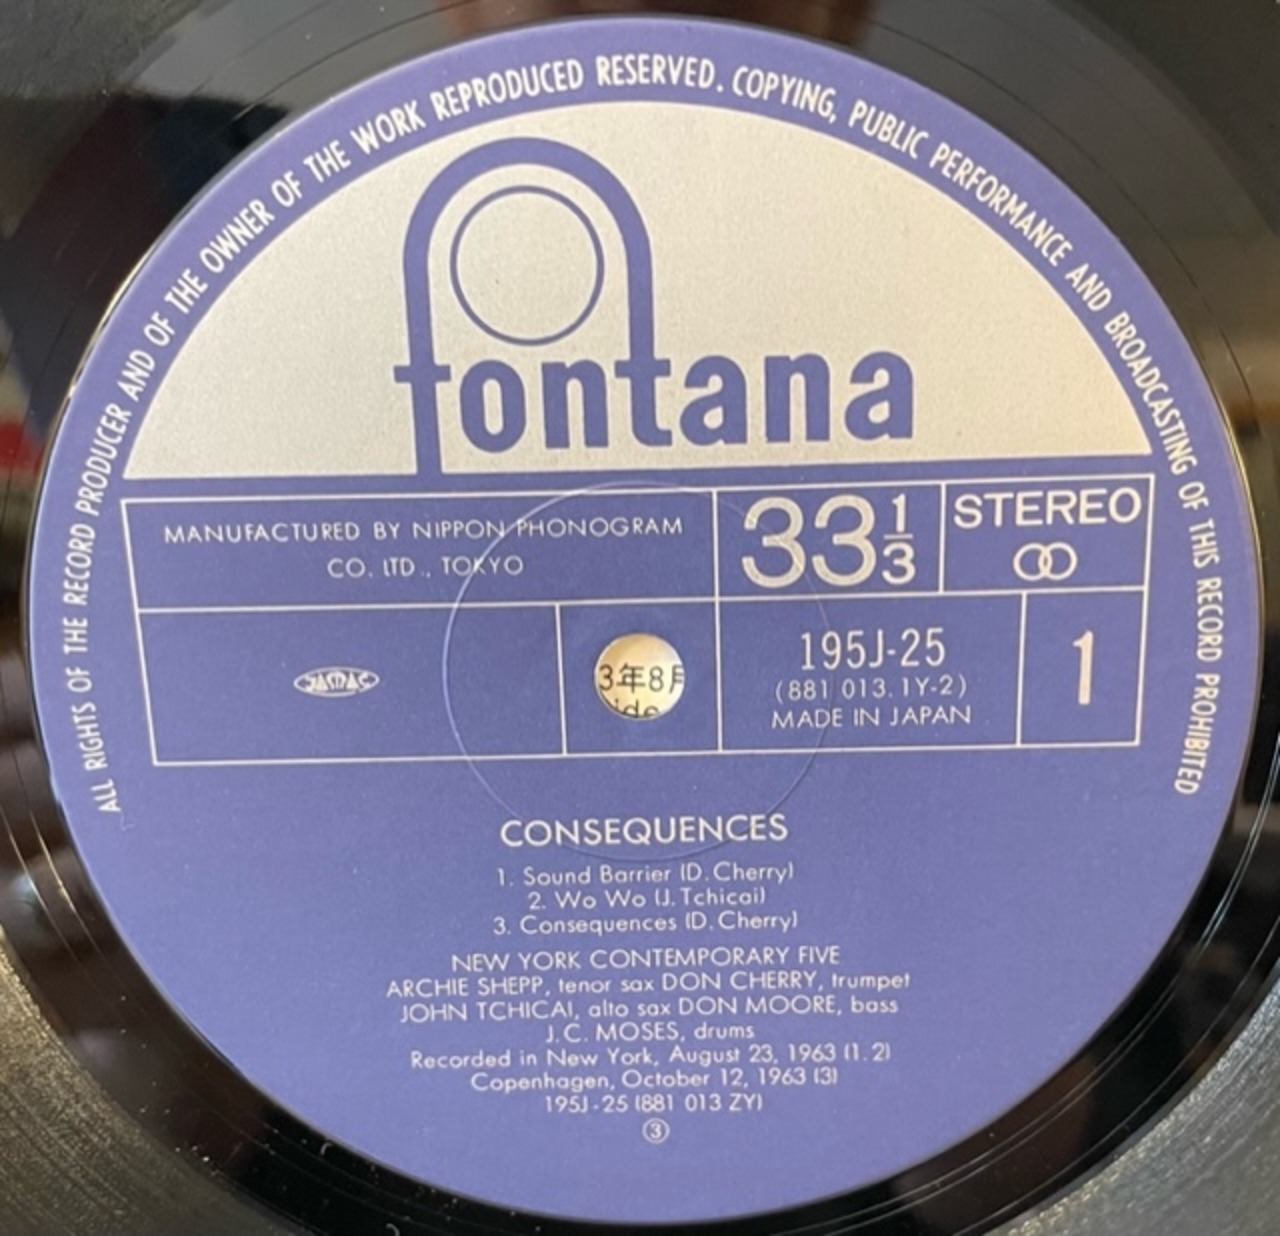 ALL RIGHTS OF THE RECORD PRODUCER AND OF THE OWNER OF THE WORK REPRODUCED RESERVED. COPYING, PUBLIC PERFORMANCE AND BROADCASTING OF THIS RECORD PROHIBITED
fontana
MANUFACTURED BY NIPPON PHONOGRAM
CO. LTD., TOKYO
33 1/3
STEREO
JASRAC
3年8月
ide
195J-25
(881 013. 1Y-2)
MADE IN JAPAN
1
CONSEQUENCES
1. Sound Barrier (D. Cherry)
2. Wo Wo (J. Tchicai)
3. Consequences (D. Cherry)
NEW YORK CONTEMPORARY FIVE
ARCHIE SHEPP, tenor sax DON CHERRY, trumpet
JOHN TCHICAI, alto sax DON MOORE, bass
J.C. MOSES, drums
Recorded in New York, August 23, 1963 (1. 2)
Copenhagen, October 12, 1963 (3)
195J-25 (881 013 ZY)
③